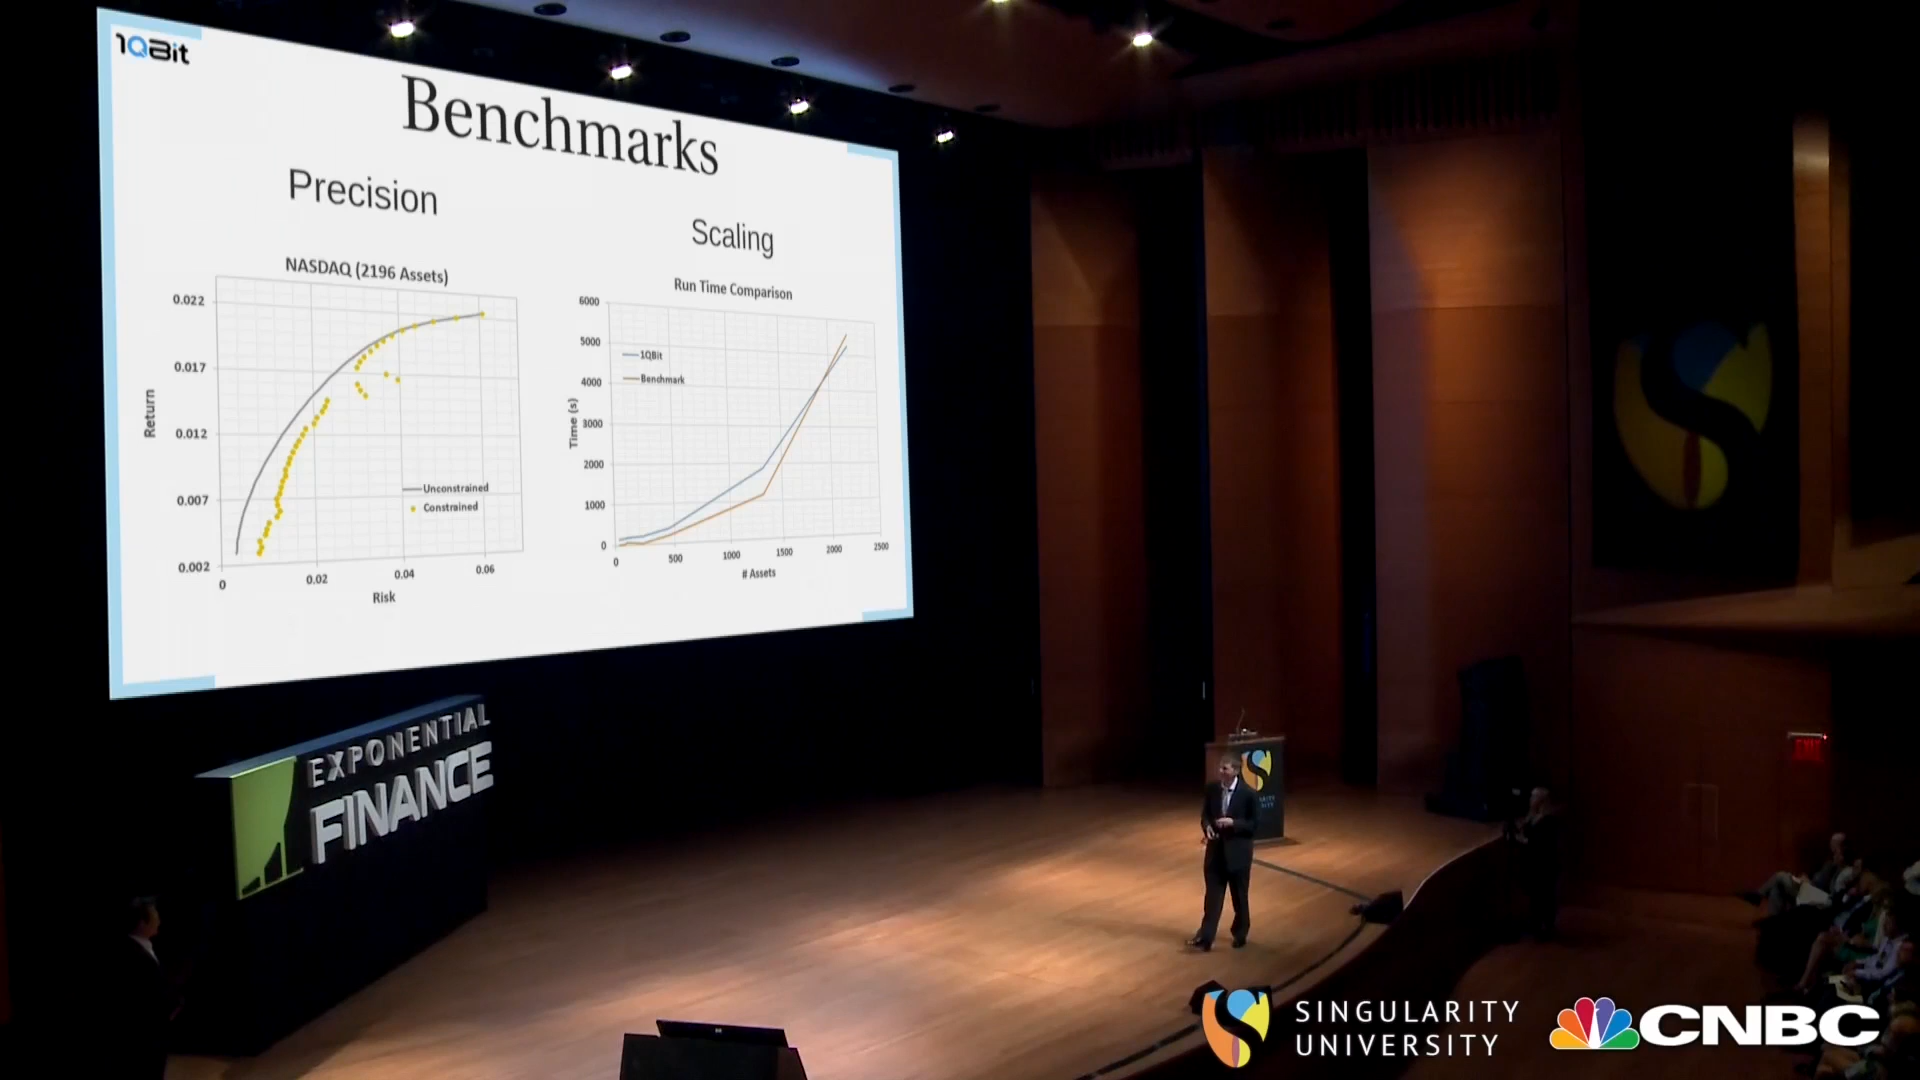 1QBit
Benchmarks
Precision
Scaling
NASDAQ (2196 Assets)
0.022
0.017
0.012
0.007
0.002
Return
0
0.02
0.04
0.06
Risk
Unconstrained
Constrained
Run Time Comparison
6000
5000
4000
3000
2000
1000
0
Time (s)
1QBit
Benchmark
0
500
1000
1500
2000
2500
# Assets
EXPONENTIAL
FINANCE
EXIT
SINGULARITY
UNIVERSITY
CNBC